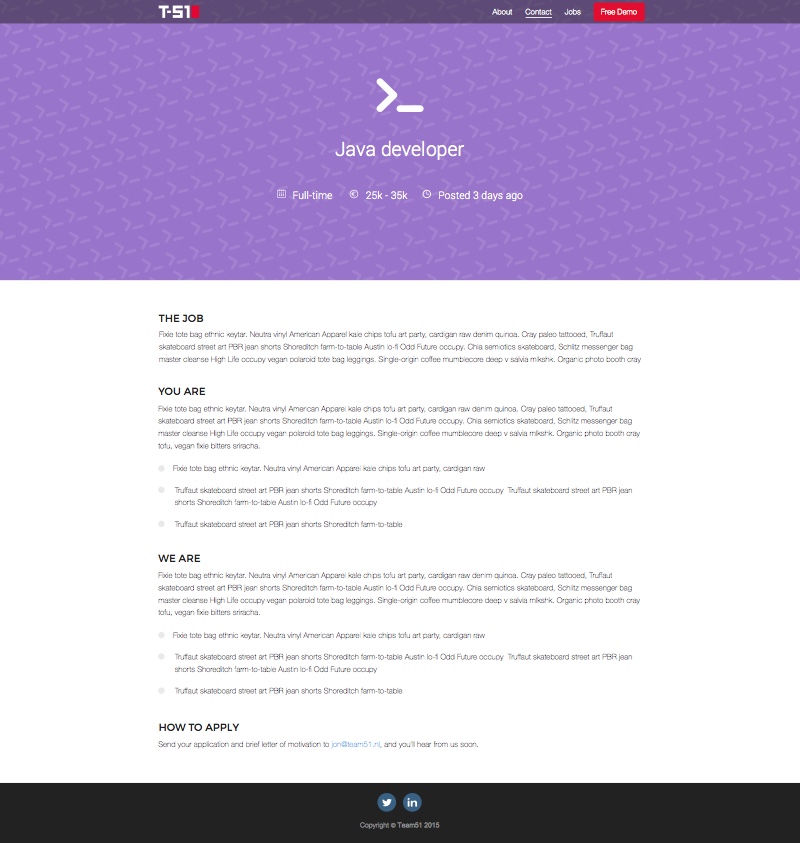 T-51
About Contact Jobs Free Demo
Java developer
Full-time 25k - 35k Posted 3 days ago
THE JOB
Fixie tote bag ethnic keytar. Neutra vinyl American Apparel kale chips tofu art party, cardigan raw denim quinoa. Cray paleo tattooed, Truffaut
skateboard street art PBR jean shorts Shoreditch farm-to-table Austin lo-fi Odd Future occupy. Chia semiotics skateboard, Schlitz messenger bag
master cleanse High Life occupy vegan polaroid tote bag leggings. Single-origin coffee mumblecore deep v salvia mlkshk. Organic photo booth cray
YOU ARE
Fixie tote bag ethnic keytar. Neutra vinyl American Apparel kale chips tofu art party, cardigan raw denim quinoa. Cray paleo tattooed, Truffaut
skateboard street art PBR jean shorts Shoreditch farm-to-table Austin lo-fi Odd Future occupy. Chia semiotics skateboard, Schlitz messenger bag
master cleanse High Life occupy vegan polaroid tote bag leggings. Single-origin coffee mumblecore deep v salvia mlkshk. Organic photo booth cray
tofu, vegan fixie bitters sriracha.
Fixie tote bag ethnic keytar. Neutra vinyl American Apparel kale chips tofu art party, cardigan raw
Truffaut skateboard street art PBR jean shorts Shoreditch farm-to-table Austin lo-fi Odd Future occupy Truffaut skateboard street art PBR jean
shorts Shoreditch farm-to-table Austin lo-fi Odd Future occupy
Truffaut skateboard street art PBR jean shorts Shoreditch farm-to-table
WE ARE
Fixie tote bag ethnic keytar. Neutra vinyl American Apparel kale chips tofu art party, cardigan raw denim quinoa. Cray paleo tattooed, Truffaut
skateboard street art PBR jean shorts Shoreditch farm-to-table Austin lo-fi Odd Future occupy. Chia semiotics skateboard, Schlitz messenger bag
master cleanse High Life occupy vegan polaroid tote bag leggings. Single-origin coffee mumblecore deep v salvia mlkshk. Organic photo booth cray
tofu, vegan fixie bitters sriracha.
Fixie tote bag ethnic keytar. Neutra vinyl American Apparel kale chips tofu art party, cardigan raw
Truffaut skateboard street art PBR jean shorts Shoreditch farm-to-table Austin lo-fi Odd Future occupy Truffaut skateboard street art PBR jean
shorts Shoreditch farm-to-table Austin lo-fi Odd Future occupy
Truffaut skateboard street art PBR jean shorts Shoreditch farm-to-table
HOW TO APPLY
Send your application and brief letter of motivation to jon@team51.nl, and you'll hear from us soon.
Copyright © Team51 2015